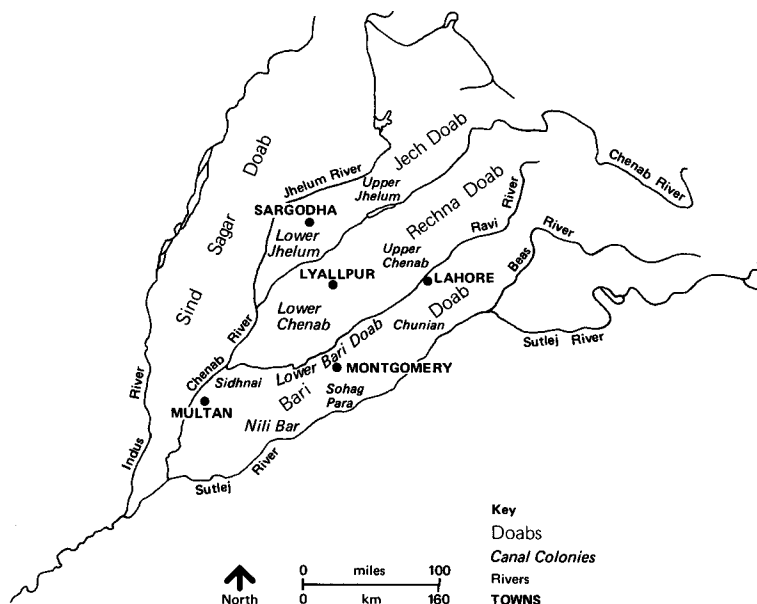 Jech Doab
Chenab River
Jhelum River
Upper
Jhelum
Rechna Doab
SARGODHA
Lower
Jhelum
Ravi
River
River
Beas
Upper
Chenab
LYALLPUR
LAHORE
Doab
Sind Sagar Doab
Lower
Chenab
Chunian
Sutlej River
Chenab River
Lower Bari Doab
Sidhnai
MONTGOMERY
Bari
Sohag
Para
MULTAN
Nili Bar
Indus River
Sutlej River
Key
Doabs
Canal Colonies
Rivers
TOWNS
0 miles 100
0 km 160
North